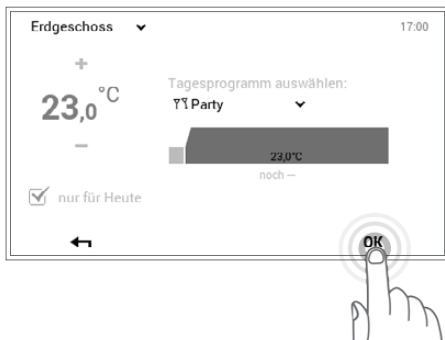 Erdgeschoss
17:00
+
Tagesprogramm auswählen:
23,0 °C
Party
−
23,0°C
noch --
nur für Heute
OK